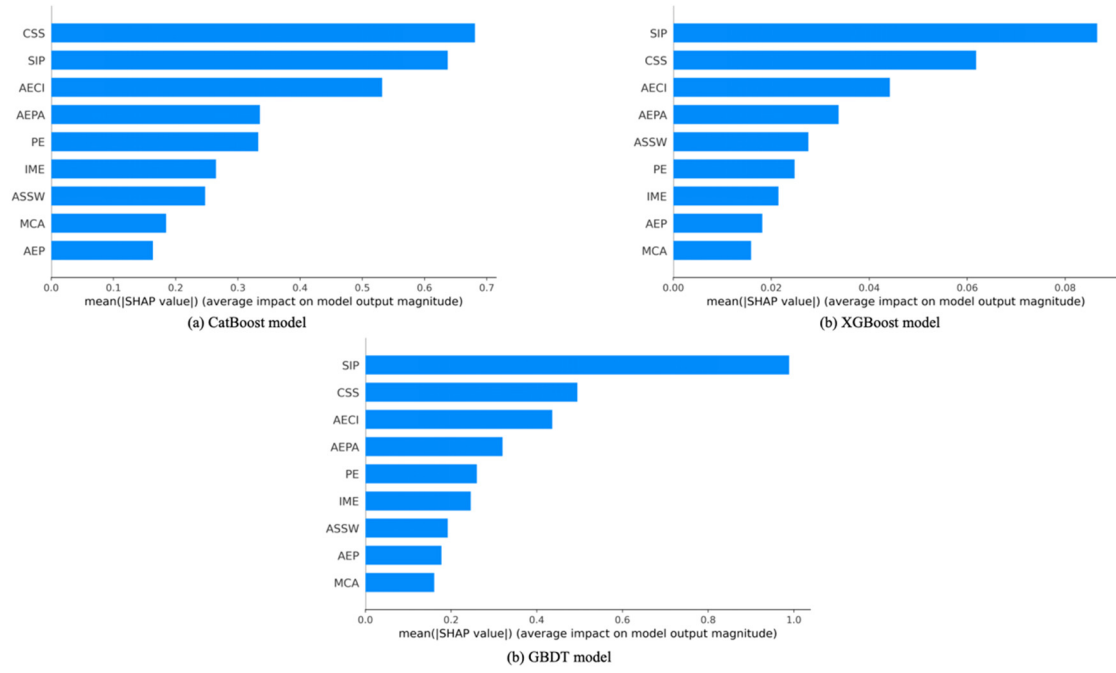 CSS
SIP
AECI
AEPA
PE
IME
ASSW
MCA
AEP
0.0 0.1 0.2 0.3 0.4 0.5 0.6 0.7
mean(|SHAP value|) (average impact on model output magnitude)
(a) CatBoost model
SIP
CSS
AECI
AEPA
ASSW
PE
IME
AEP
MCA
0.00 0.02 0.04 0.06 0.08
mean(|SHAP value|) (average impact on model output magnitude)
(b) XGBoost model
SIP
CSS
AECI
AEPA
PE
IME
ASSW
AEP
MCA
0.0 0.2 0.4 0.6 0.8 1.0
mean(|SHAP value|) (average impact on model output magnitude)
(b) GBDT model